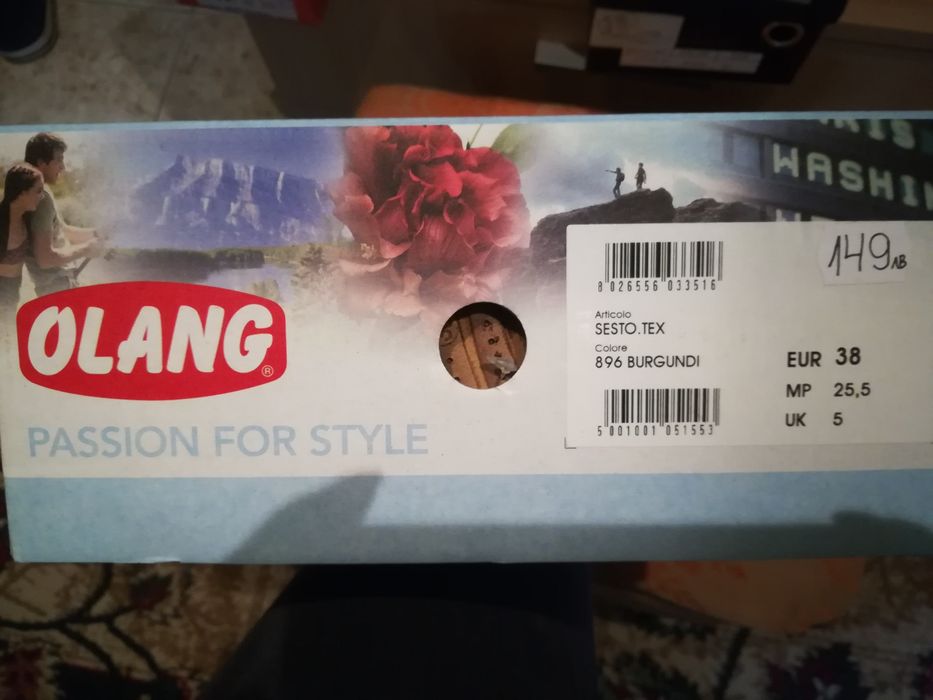 WASHIN
OLANG®
PASSION FOR STYLE
149лв
8 026556 033516
Articolo
SESTO.TEX
Colore
896 BURGUNDI
5 001001 051553
EUR 38
MP 25,5
UK 5